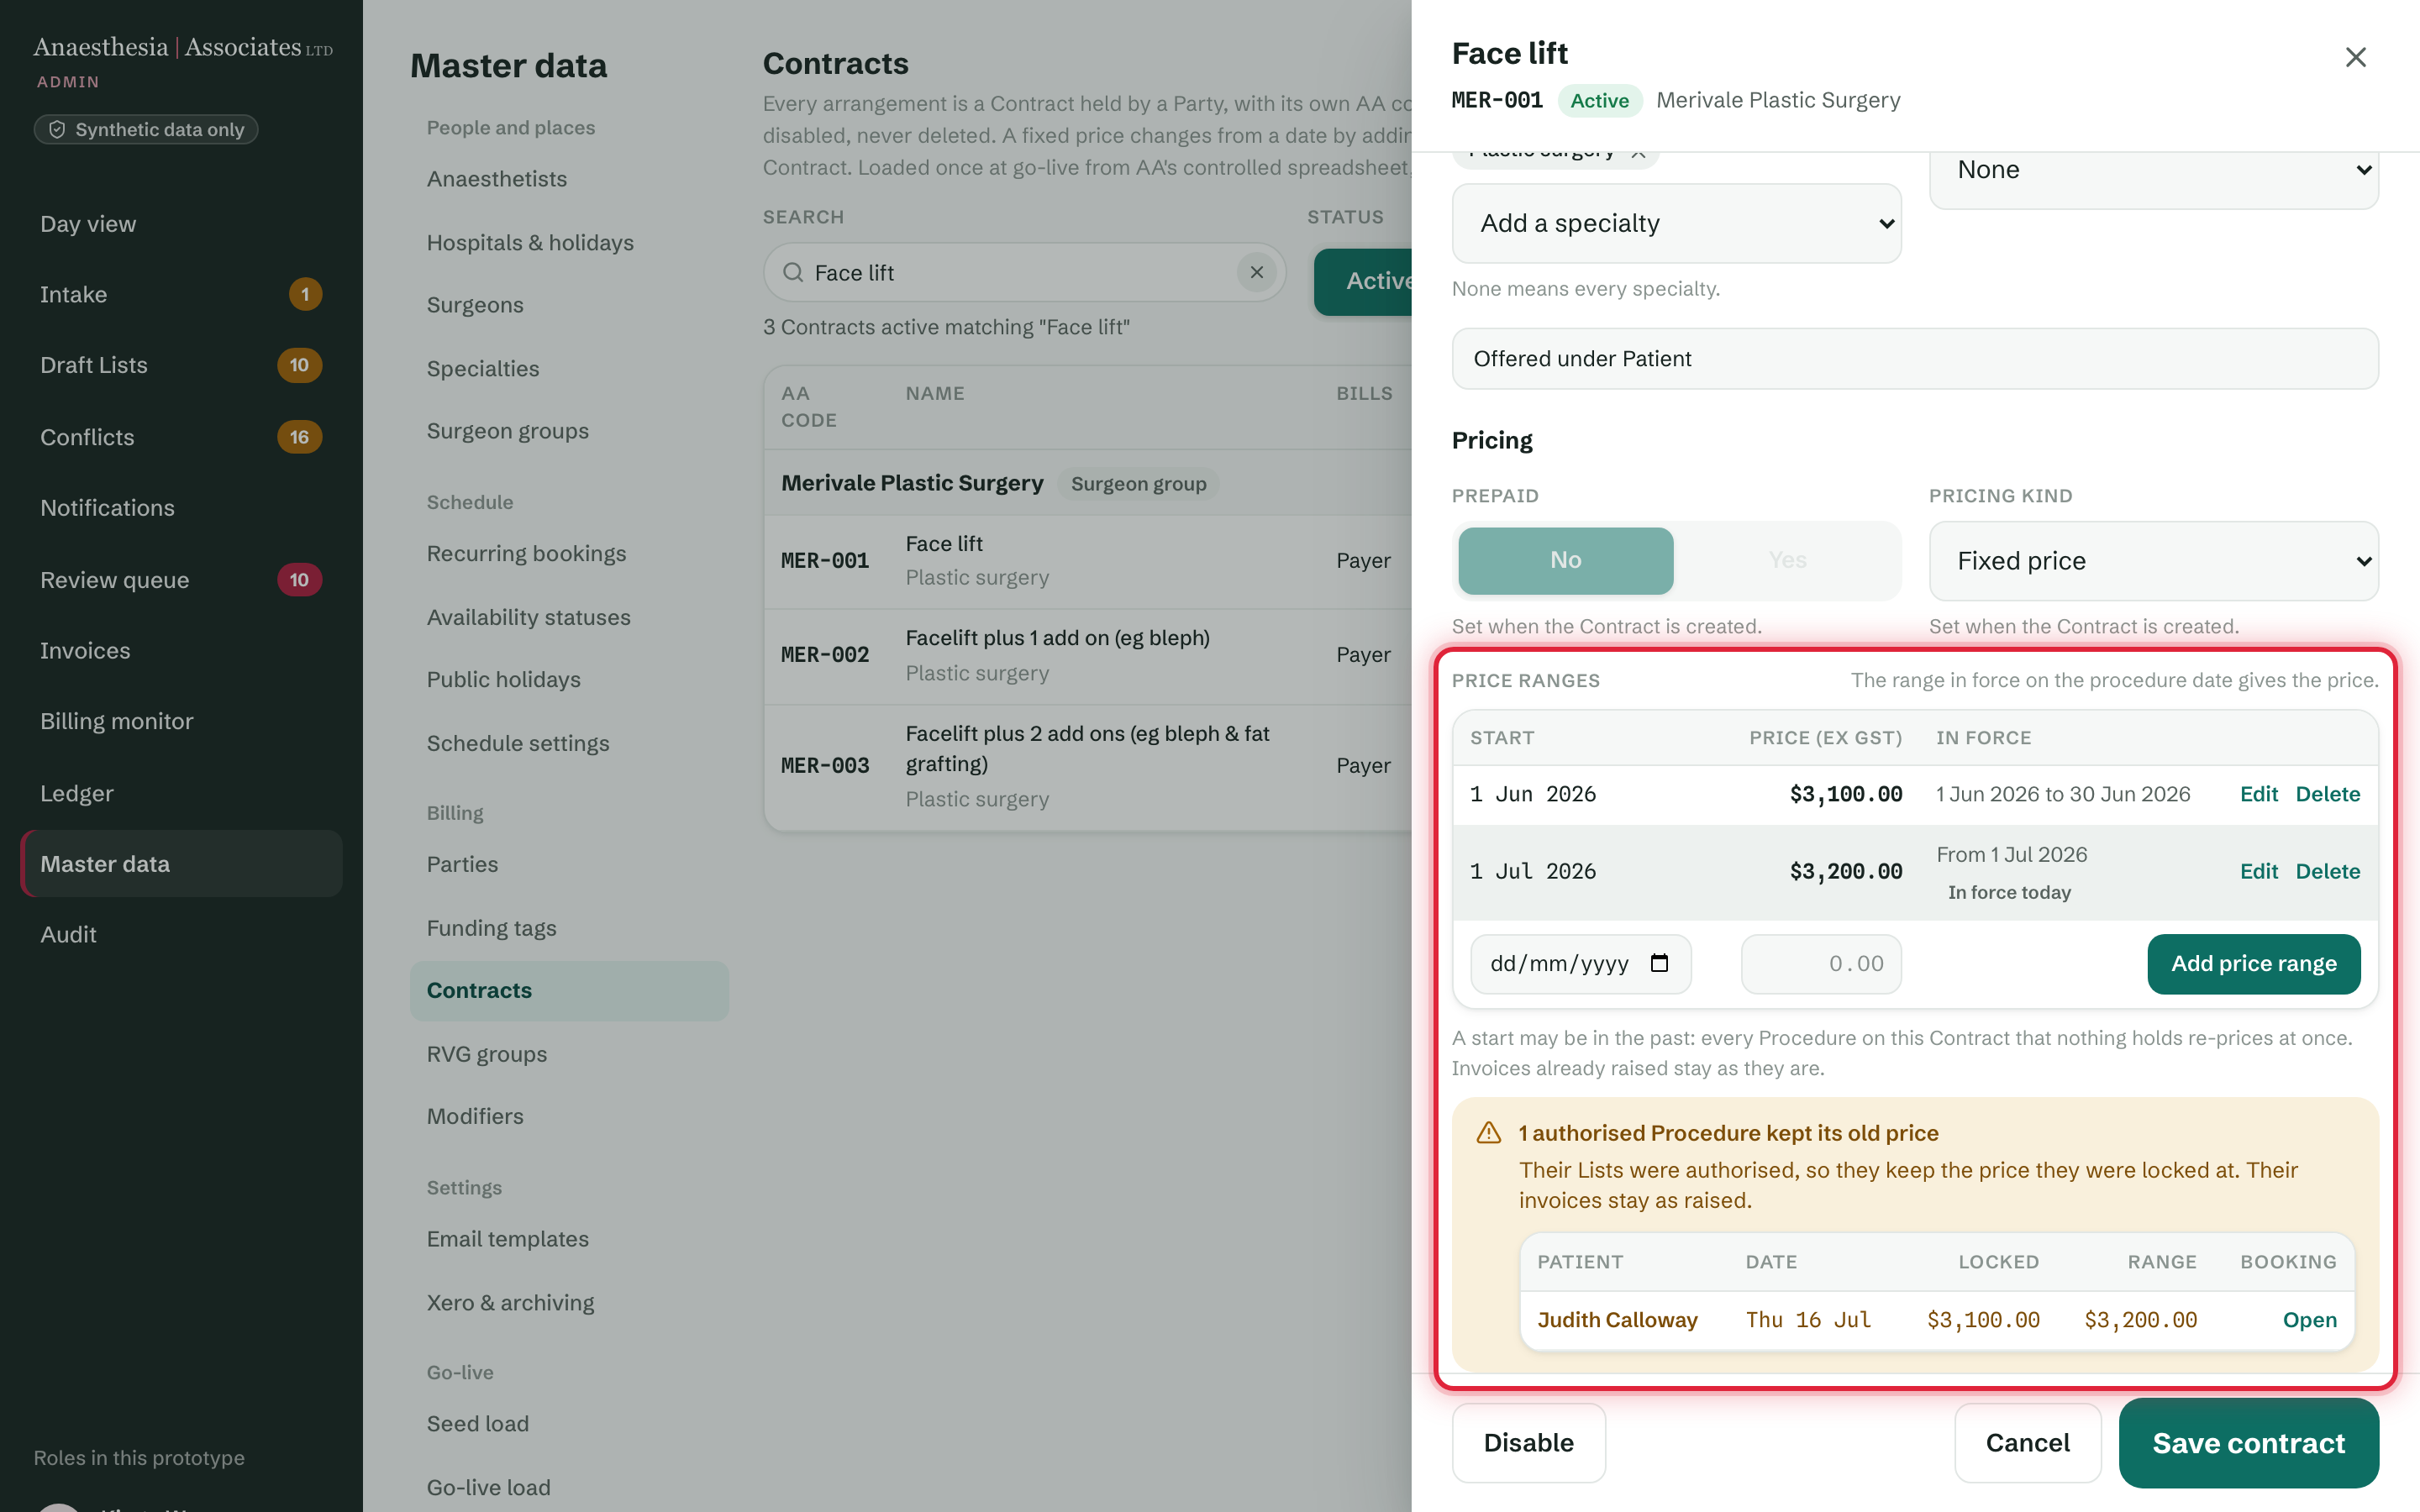 Anaesthesia | Associates LTD
ADMIN
Synthetic data only
Day view
Intake 1
Draft Lists 10
Conflicts 16
Notifications
Review queue 10
Invoices
Billing monitor
Ledger
Master data
Audit
Roles in this prototype
Master data
People and places
Anaesthetists
Hospitals & holidays
Surgeons
Specialties
Surgeon groups
Schedule
Recurring bookings
Availability statuses
Public holidays
Schedule settings
Billing
Parties
Funding tags
Contracts
RVG groups
Modifiers
Settings
Email templates
Xero & archiving
Go-live
Seed load
Go-live load
Contracts
Every arrangement is a Contract held by a Party, with its own AA co
disabled, never deleted. A fixed price changes from a date by addin
Contract. Loaded once at go-live from AA's controlled spreadsheet,
SEARCH STATUS
Face lift Active
3 Contracts active matching "Face lift"
AA CODE NAME BILLS
Merivale Plastic Surgery Surgeon group
MER-001 Face lift Payer
Plastic surgery
MER-002 Facelift plus 1 add on (eg bleph) Payer
Plastic surgery
MER-003 Facelift plus 2 add ons (eg bleph & fat
grafting) Payer
Plastic surgery
Face lift
MER-001 Active Merivale Plastic Surgery
Plastic surgery
None
Add a specialty
None means every specialty.
Offered under Patient
Pricing
PREPAID PRICING KIND
No Yes Fixed price
Set when the Contract is created. Set when the Contract is created.
PRICE RANGES The range in force on the procedure date gives the price.
START PRICE (EX GST) IN FORCE
1 Jun 2026 $3,100.00 1 Jun 2026 to 30 Jun 2026 Edit Delete
1 Jul 2026 $3,200.00 From 1 Jul 2026 Edit Delete
In force today
dd/mm/yyyy 0.00 Add price range
A start may be in the past: every Procedure on this Contract that nothing holds re-prices at once.
Invoices already raised stay as they are.
1 authorised Procedure kept its old price
Their Lists were authorised, so they keep the price they were locked at. Their
invoices stay as raised.
PATIENT DATE LOCKED RANGE BOOKING
Judith Calloway Thu 16 Jul $3,100.00 $3,200.00 Open
Disable Cancel Save contract